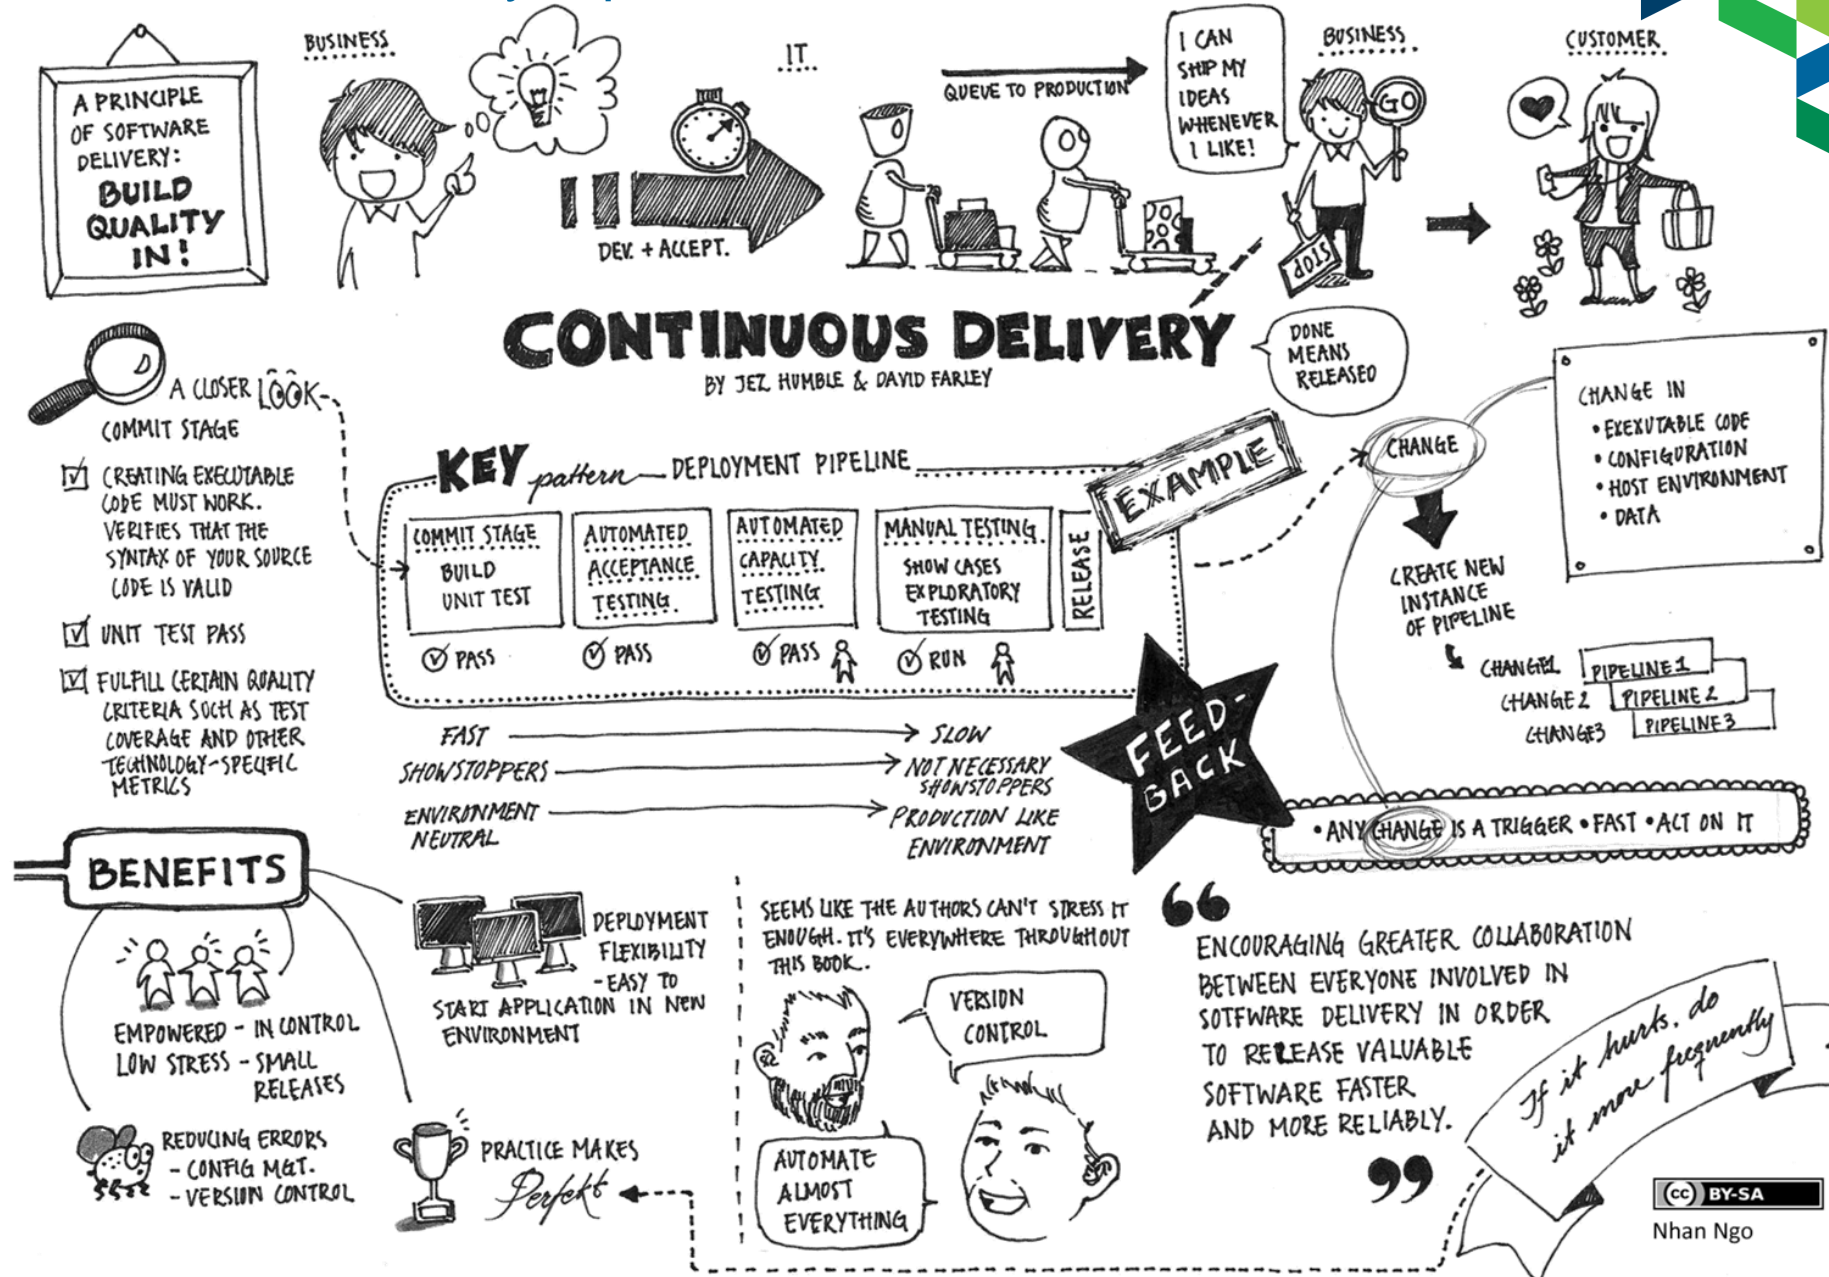 A PRINCIPLE
OF SOFTWARE
DELIVERY:
BUILD
QUALITY
IN!
BUSINESS
DEV. + ACCEPT.
IT
QUEUE TO PRODUCTION
I CAN
SHIP MY
IDEAS
WHENEVER
I LIKE!
BUSINESS
GO
STOP
CUSTOMER
CONTINUOUS DELIVERY
BY JEZ HUMBLE & DAVID FARLEY
DONE
MEANS
RELEASED
A CLOSER LOOK
COMMIT STAGE
CREATING EXECUTABLE
CODE MUST WORK.
VERIFIES THAT THE
SYNTAX OF YOUR SOURCE
CODE IS VALID
UNIT TEST PASS
FULFILL CERTAIN QUALITY
CRITERIA SUCH AS TEST
COVERAGE AND OTHER
TECHNOLOGY-SPECIFIC
METRICS
KEY pattern DEPLOYMENT PIPELINE
EXAMPLE
COMMIT STAGE
BUILD
UNIT TEST
PASS
AUTOMATED
ACCEPTANCE
TESTING
PASS
AUTOMATED
CAPACITY
TESTING
PASS
MANUAL TESTING
SHOW CASES
EXPLORATORY
TESTING
RUN
RELEASE
FAST
SLOW
SHOWSTOPPERS
NOT NECESSARY
SHOWSTOPPERS
ENVIRONMENT
NEUTRAL
PRODUCTION LIKE
ENVIRONMENT
FEED-
BACK
CHANGE
CHANGE IN
• EXEXUTABLE CODE
• CONFIGURATION
• HOST ENVIRONMENT
• DATA
CREATE NEW
INSTANCE
OF PIPELINE
CHANGE1 PIPELINE1
CHANGE2 PIPELINE2
CHANGE3 PIPELINE3
• ANY CHANGE IS A TRIGGER • FAST • ACT ON IT
BENEFITS
EMPOWERED - IN CONTROL
LOW STRESS - SMALL
RELEASES
REDUCING ERRORS
- CONFIG MGT.
- VERSION CONTROL
DEPLOYMENT
FLEXIBILITY
- EASY TO
START APPLICATION IN NEW
ENVIRONMENT
PRACTICE MAKES
Perfekt
SEEMS LIKE THE AUTHORS CAN'T STRESS IT
ENOUGH. IT'S EVERYWHERE THROUGHOUT
THIS BOOK.
VERSION
CONTROL
AUTOMATE
ALMOST
EVERYTHING
“
ENCOURAGING GREATER COLLABORATION
BETWEEN EVERYONE INVOLVED IN
SOTFWARE DELIVERY IN ORDER
TO RELEASE VALUABLE
SOFTWARE FASTER
AND MORE RELIABLY.
”
If it hurts, do
it more frequently
cc BY-SA
Nhan Ngo